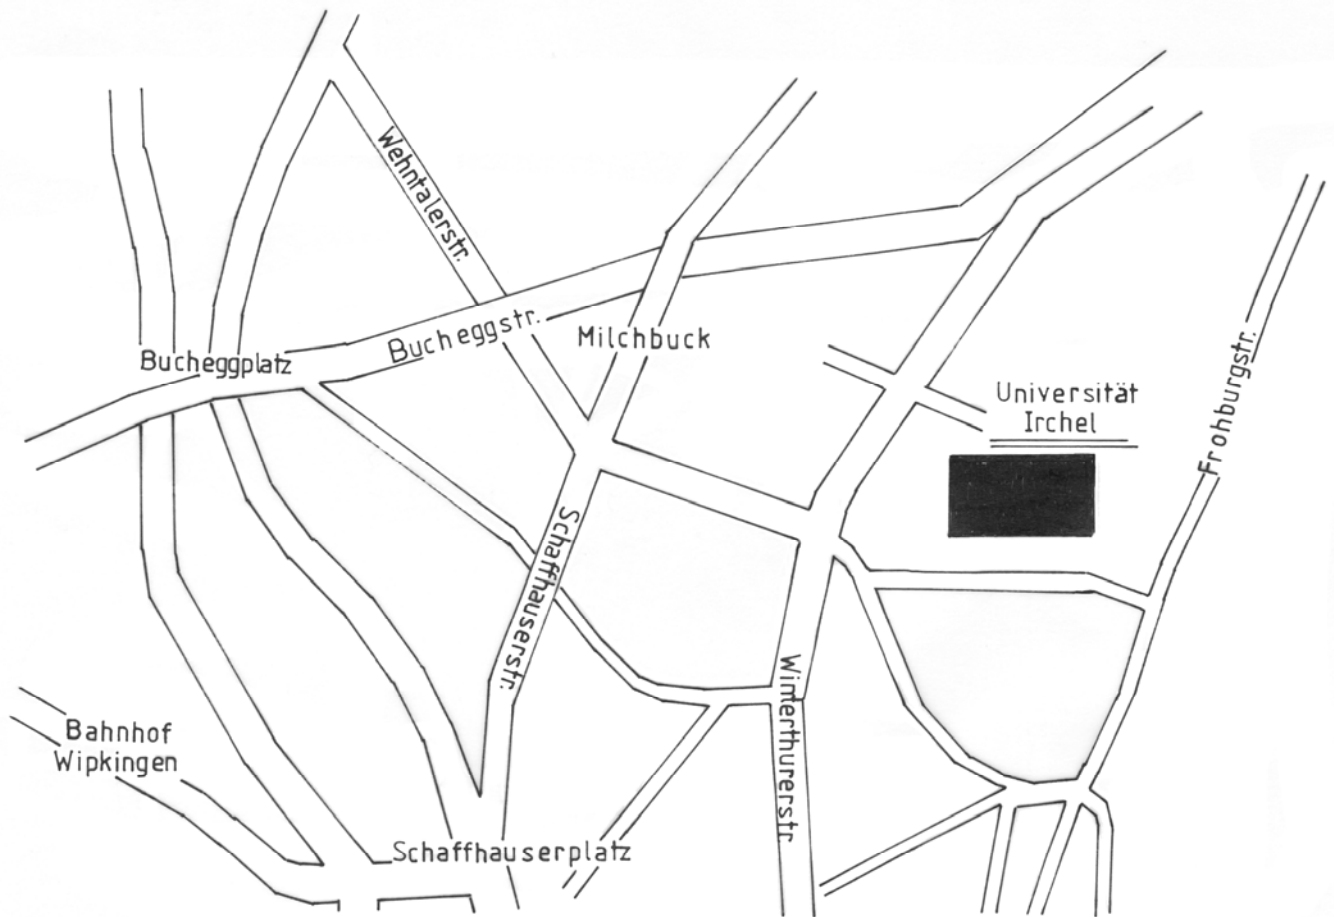 Wehntalerstr.
Bucheggstr.
Milchbuck
Bucheggplatz
Universität
Irchel
Frohburgstr.
Schaffhauserstr.
Winterthurerstr
Bahnhof
Wipkingen
Schaffhauserplatz